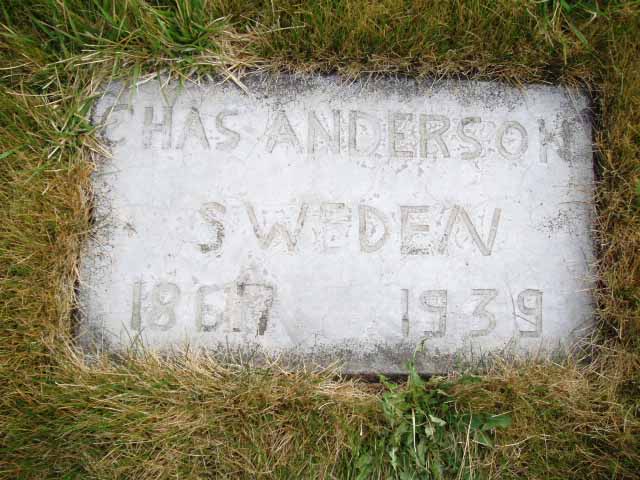 CHAS ANDERSON
SWEDEN
1867 1939